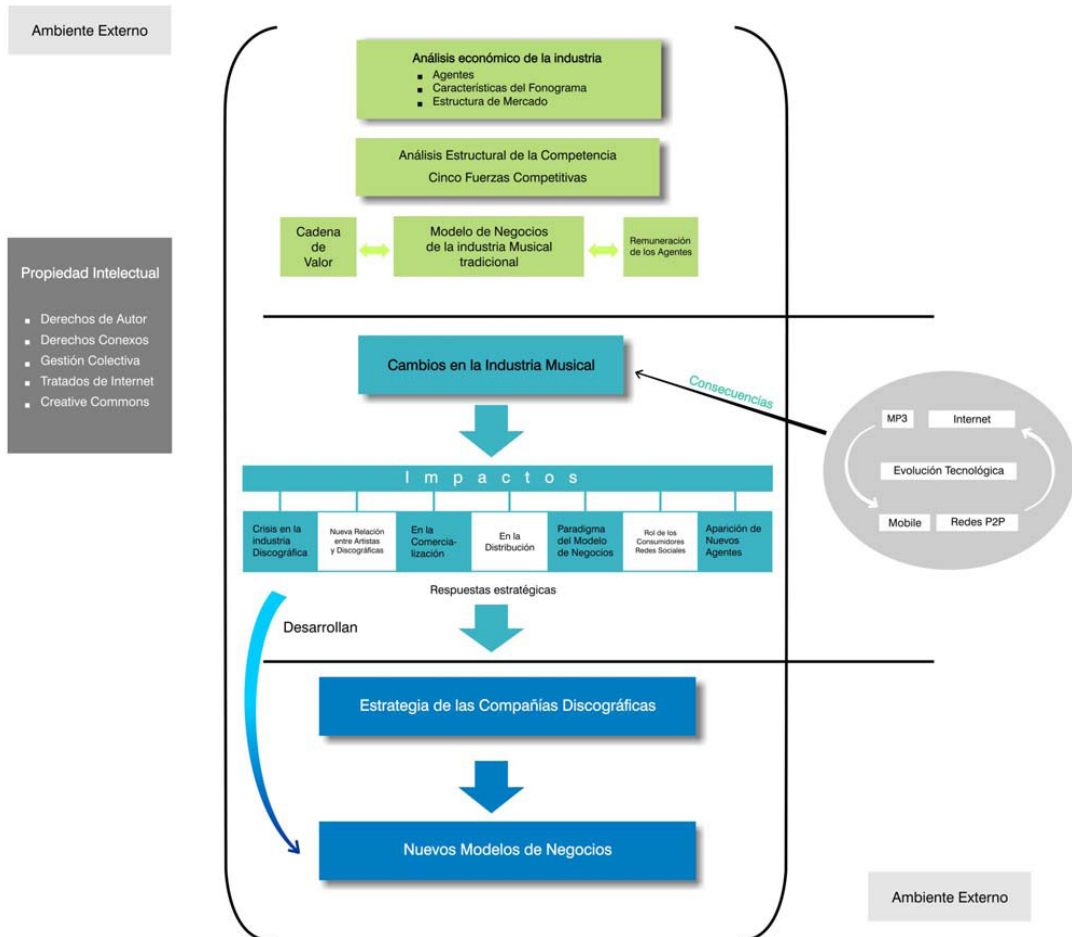 Ambiente Externo
Análisis económico de la industria
Agentes
Características del Fonograma
Estructura de Mercado
Análisis Estructural de la Competencia
Cinco Fuerzas Competitivas
Cadena
de
Valor
Modelo de Negocios
de la industria Musical
tradicional
Remuneración
de los Agentes
Propiedad Intelectual
Derechos de Autor
Derechos Conexos
Gestión Colectiva
Tratados de Internet
Creative Commons
Cambios en la Industria Musical
Consecuencias
MP3
Internet
Evolución Tecnológica
Mobile
Redes P2P
Impactos
Crisis en la
industria
Discográfica
Nueva Relación
entre Artistas
y Discográficas
En la
Comercia-
lización
En la
Distribución
Paradigma
del Modelo
de Negocios
Rol de los
Consumidores
Redes Sociales
Aparición de
Nuevos
Agentes
Respuestas estratégicas
Desarrollan
Estrategia de las Compañías Discográficas
Nuevos Modelos de Negocios
Ambiente Externo